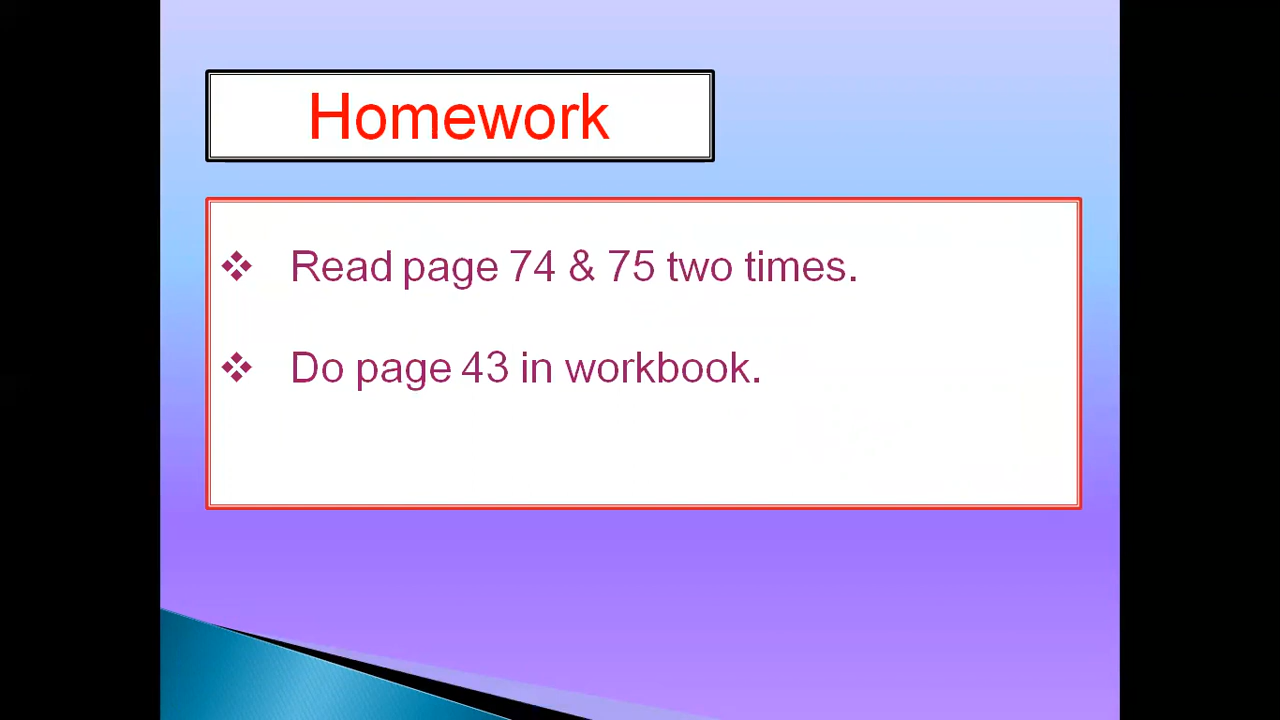 Homework
❖ Read page 74 & 75 two times.
❖ Do page 43 in workbook.